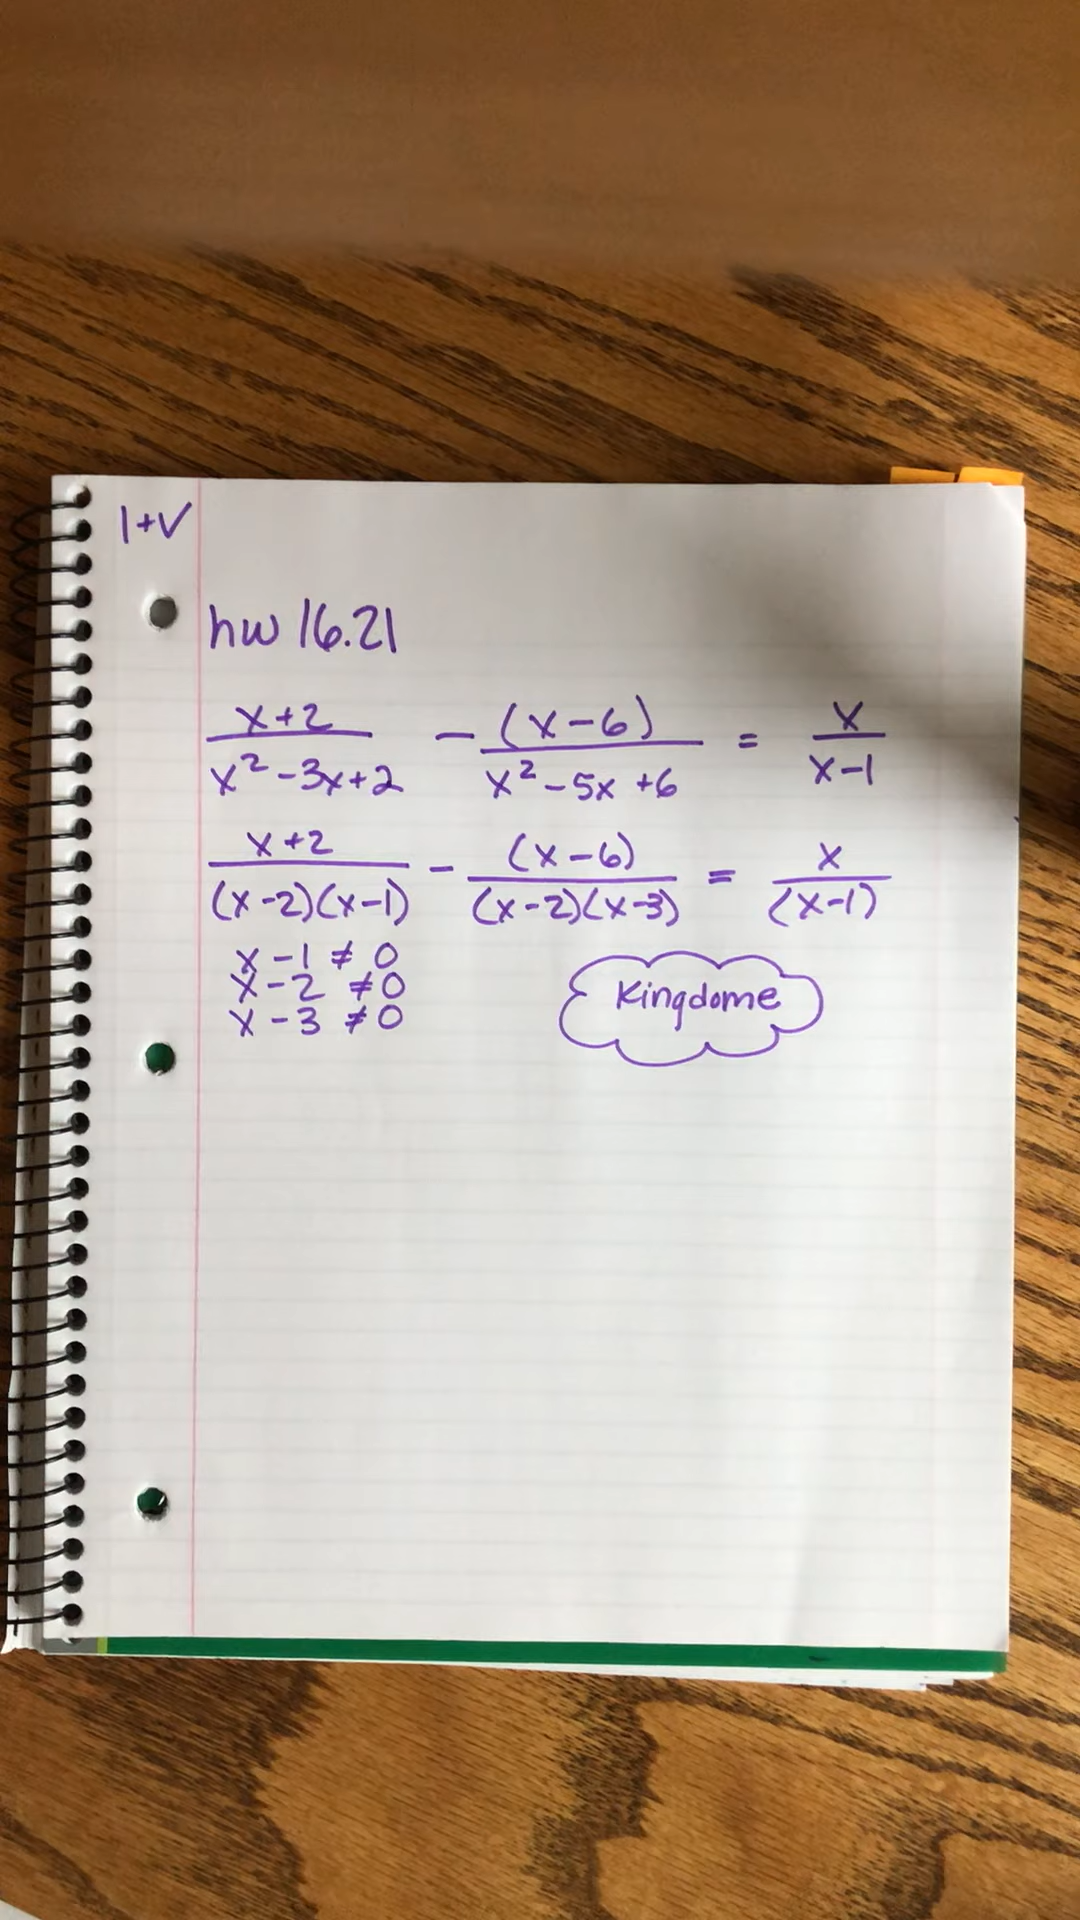 1+√
hw 16.21
x+2 / x² -3x+2 - (x-6) / x² -5x +6 = x / x-1
x+2 / (x-2)(x-1) - (x-6) / (x-2)(x-3) = x / (x-1)
x-1 ≠ 0
x-2 ≠ 0
x-3 ≠ 0
Kingdome